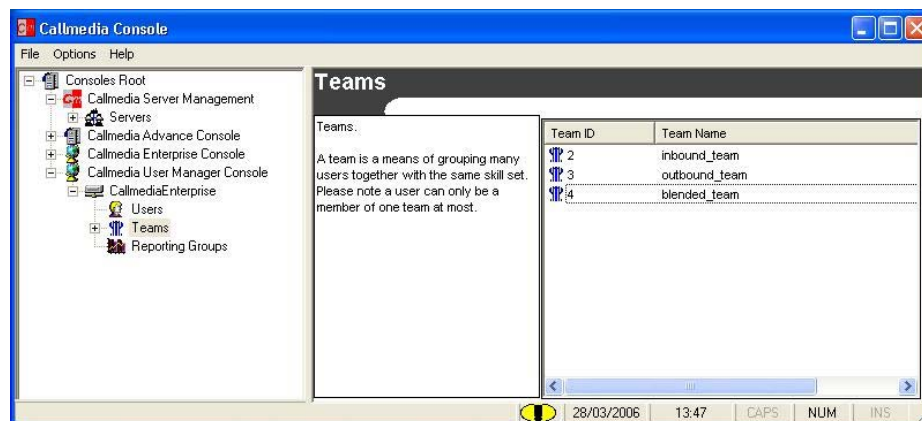 Callmedia Console
File Options Help
Consoles Root
Callmedia Server Management
Servers
Callmedia Advance Console
Callmedia Enterprise Console
Callmedia User Manager Console
CallmediaEnterprise
Users
Teams
Reporting Groups
Teams
Teams.
A team is a means of grouping many
users together with the same skill set.
Please note a user can only be a
member of one team at most.
Team ID Team Name
2 inbound_team
3 outbound_team
4 blended_team
28/03/2006 13:47 CAPS NUM INS